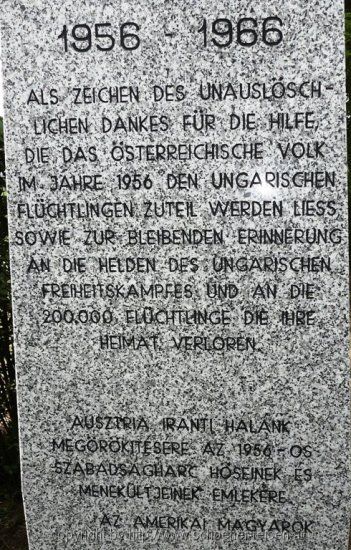 1956 - 1966
ALS ZEICHEN DES UNAUSLÖSCH-
LICHEN DANKES FÜR DIE HILFE,
DIE DAS ÖSTERREICHISCHE VOLK
IM JAHRE 1956 DEN UNGARISCHEN
FLÜCHTLINGEN ZUTEIL WERDEN LIESS,
SOWIE ZUR BLEIBENDEN ERINNERUNG
AN DIE HELDEN DES UNGARISCHEN
FREIHEITSKAMPFES UND AN DIE
200.000 FLÜCHTLINGE DIE IHRE
HEIMAT VERLOREN.
AUSZTRIA IRÁNTI HÁLÁNK
MEGÖRÖKITÉSÉRE, AZ 1956-OS
SZABADSÁGHARC HŐSEINEK ÉS
MENEKÜLTJEINEK EMLÉKÉRE.
AZ AMERIKAI MAGYAROK